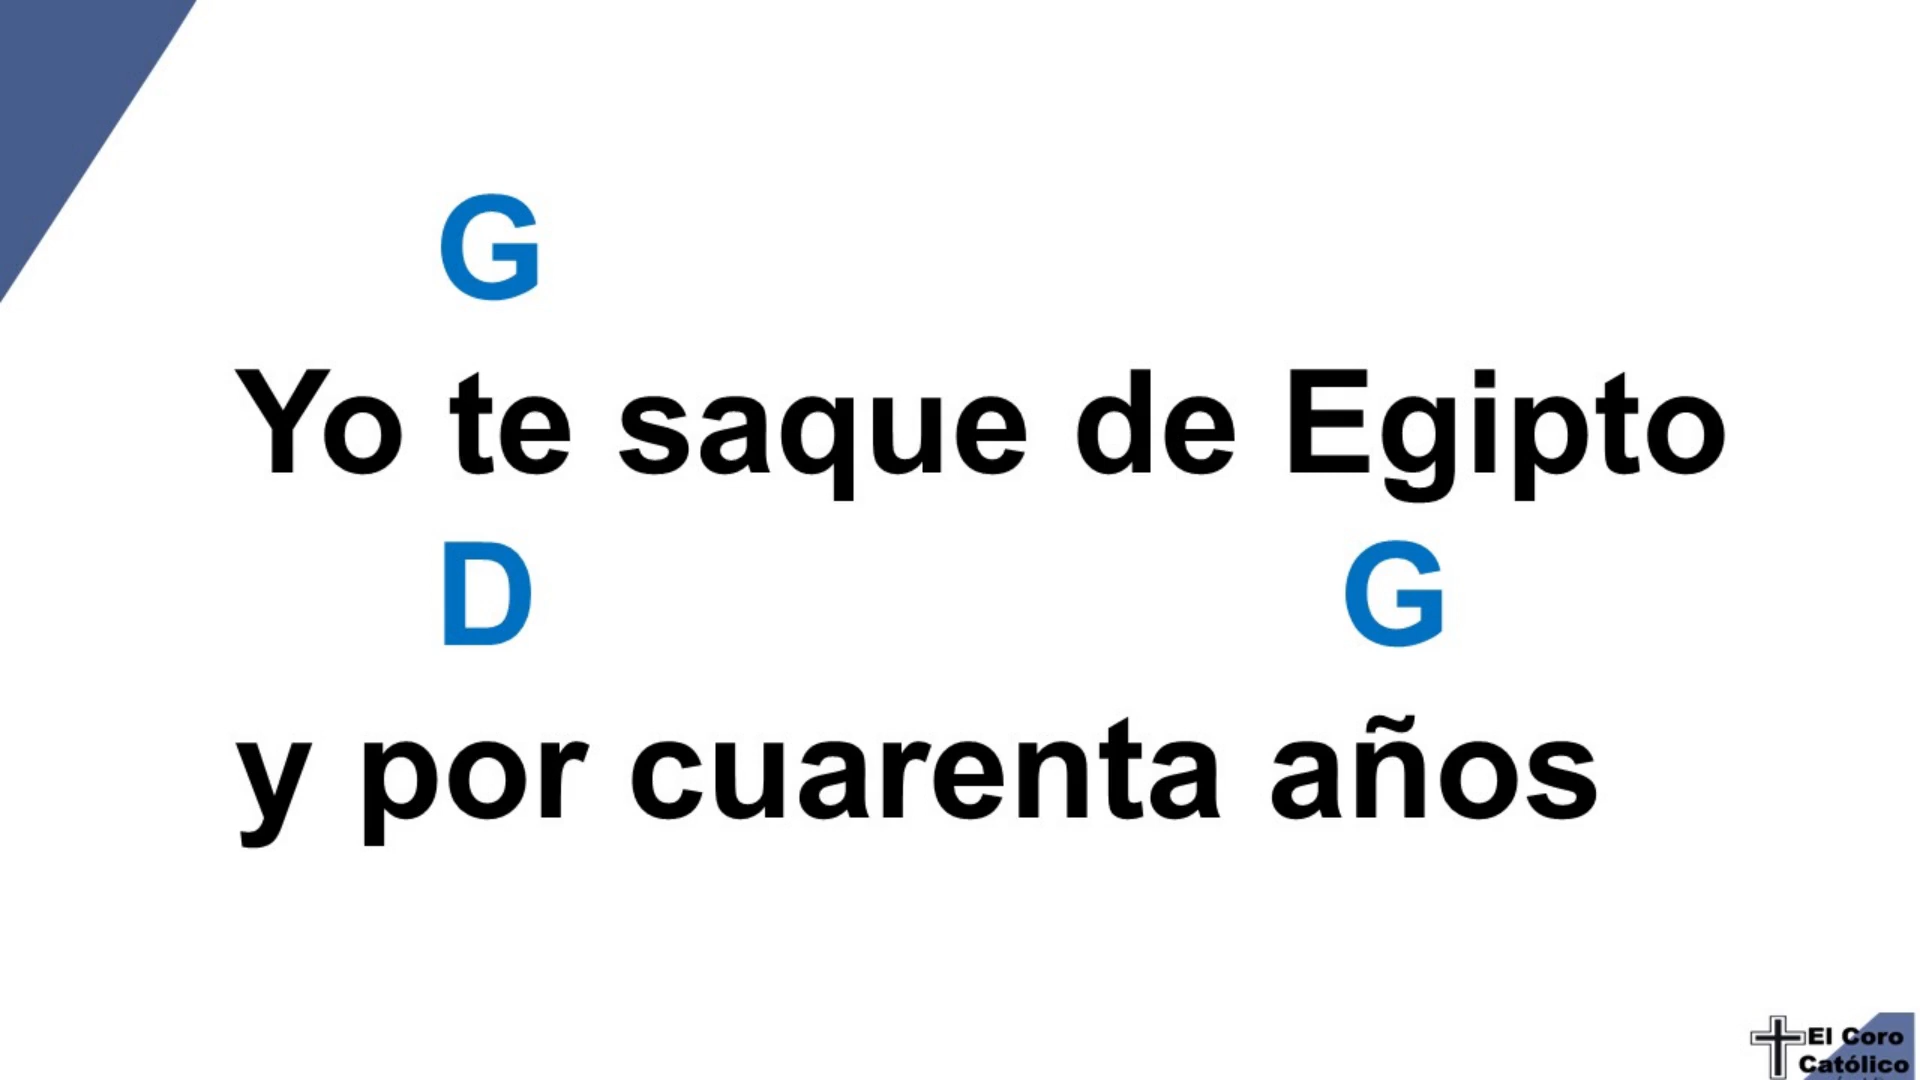 G
Yo te saque de Egipto
D G
y por cuarenta años
El Coro
Católico